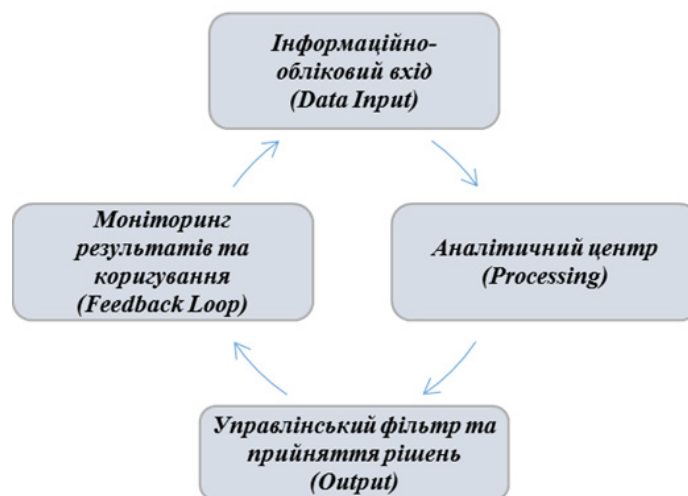 Інформаційно-
обліковий вхід
(Data Input)
Аналітичний центр
(Processing)
Управлінський фільтр та
прийняття рішень
(Output)
Моніторинг
результатів та
коригування
(Feedback Loop)